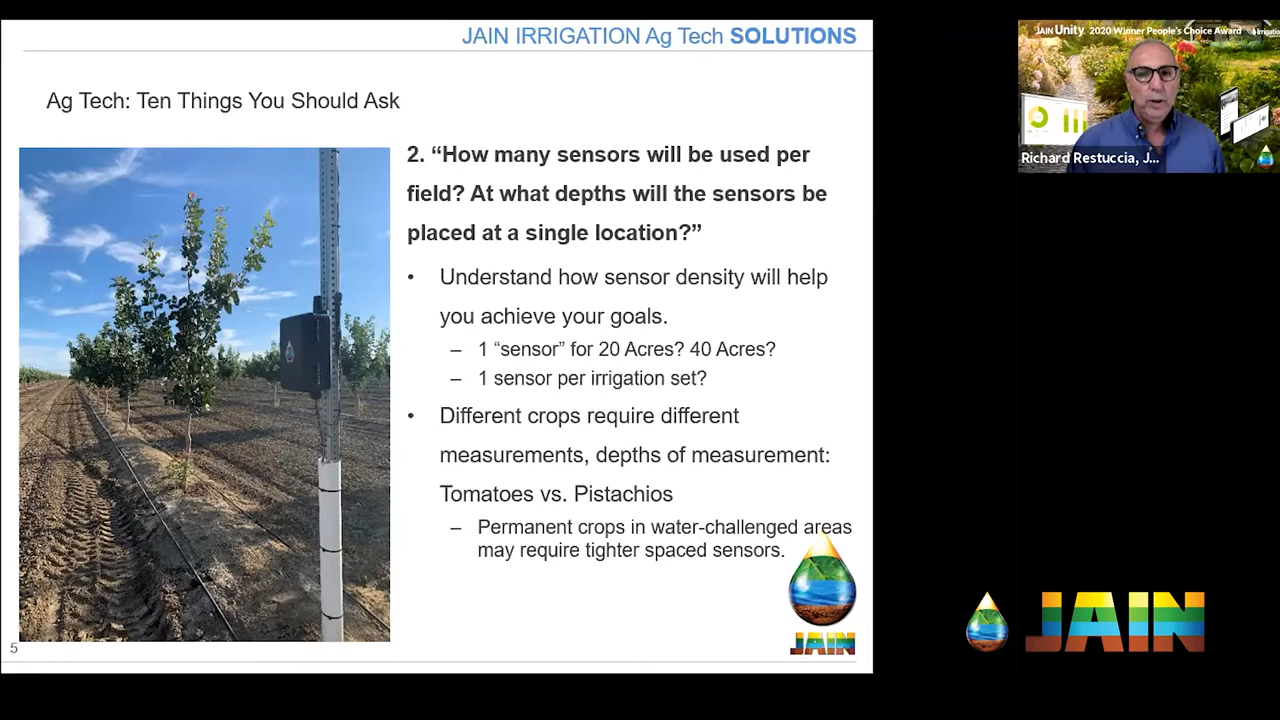 JAIN IRRIGATION Ag Tech SOLUTIONS
Ag Tech: Ten Things You Should Ask
2. “How many sensors will be used per
field? At what depths will the sensors be
placed at a single location?”
• Understand how sensor density will help
you achieve your goals.
– 1 “sensor” for 20 Acres? 40 Acres?
– 1 sensor per irrigation set?
• Different crops require different
measurements, depths of measurement:
Tomatoes vs. Pistachios
– Permanent crops in water-challenged areas
may require tighter spaced sensors.
JAIN
5
JAIN Unity. 2020 Winner People's Choice Award
Richard Restuccia, J...
JAIN